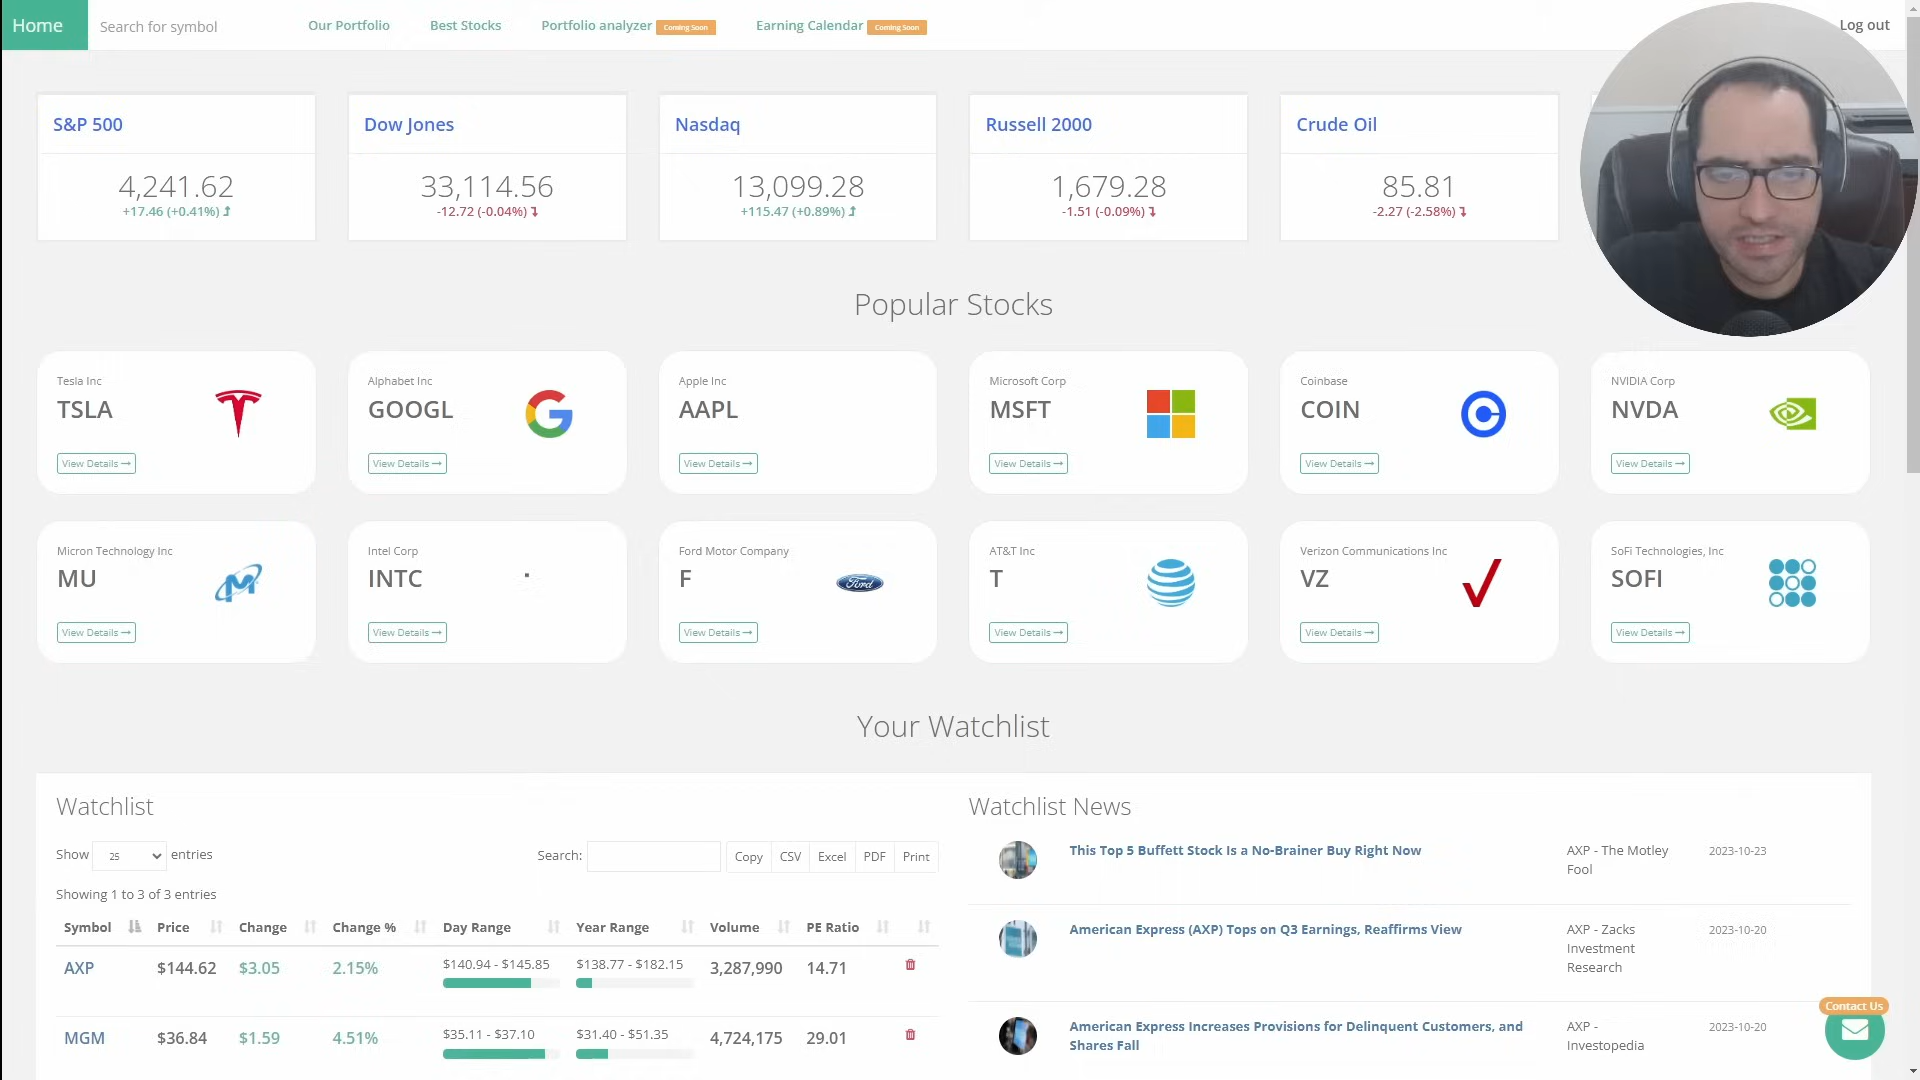 Home
Search for symbol
Our Portfolio
Best Stocks
Portfolio analyzer Coming Soon
Earning Calendar Coming Soon
Log out
S&P 500
4,241.62
+17.46 (+0.41%)
Dow Jones
33,114.56
-12.72 (-0.04%)
Nasdaq
13,099.28
+115.47 (+0.89%)
Russell 2000
1,679.28
-1.51 (-0.09%)
Crude Oil
85.81
-2.27 (-2.58%)
Popular Stocks
Tesla Inc
TSLA
View Details
Alphabet Inc
GOOGL
View Details
Apple Inc
AAPL
View Details
Microsoft Corp
MSFT
View Details
Coinbase
COIN
View Details
NVIDIA Corp
NVDA
View Details
Micron Technology Inc
MU
View Details
Intel Corp
INTC
View Details
Ford Motor Company
F
Ford
View Details
AT&T Inc
T
View Details
Verizon Communications Inc
VZ
View Details
SoFi Technologies, Inc
SOFI
View Details
Your Watchlist
Watchlist
Show 25 entries
Search:
Copy CSV Excel PDF Print
Showing 1 to 3 of 3 entries
Symbol Price Change Change % Day Range Year Range Volume PE Ratio
AXP $144.62 $3.05 2.15% $140.94 - $145.85 $138.77 - $182.15 3,287,990 14.71
MGM $36.84 $1.59 4.51% $35.11 - $37.10 $31.40 - $51.35 4,724,175 29.01
Watchlist News
This Top 5 Buffett Stock Is a No-Brainer Buy Right Now
AXP - The Motley
Fool
2023-10-23
American Express (AXP) Tops on Q3 Earnings, Reaffirms View
AXP - Zacks
Investment
Research
2023-10-20
American Express Increases Provisions for Delinquent Customers, and
Shares Fall
AXP -
Investopedia
2023-10-20
Contact Us